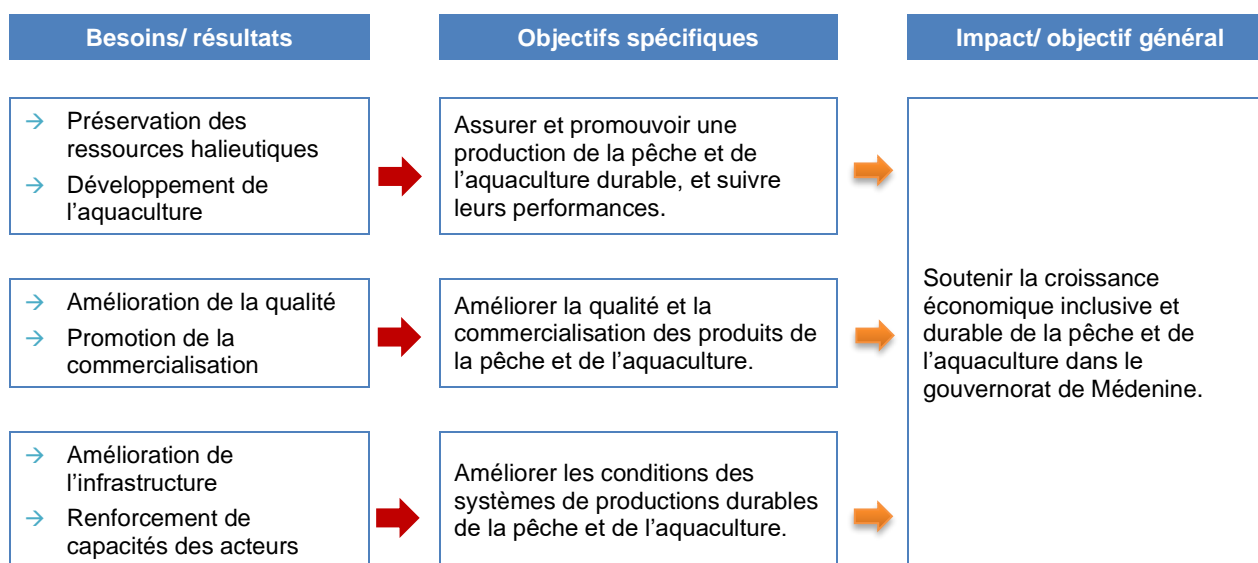 Besoins/ résultats
Objectifs spécifiques
Impact/ objectif général
→ Préservation des
ressources halieutiques
→ Développement de
l’aquaculture
Assurer et promouvoir une
production de la pêche et de
l’aquaculture durable, et suivre
leurs performances.
→ Amélioration de la qualité
→ Promotion de la
commercialisation
Améliorer la qualité et la
commercialisation des produits de
la pêche et de l’aquaculture.
→ Amélioration de
l’infrastructure
→ Renforcement de
capacités des acteurs
Améliorer les conditions des
systèmes de productions durables
de la pêche et de l’aquaculture.
Soutenir la croissance
économique inclusive et
durable de la pêche et de
l’aquaculture dans le
gouvernorat de Médenine.